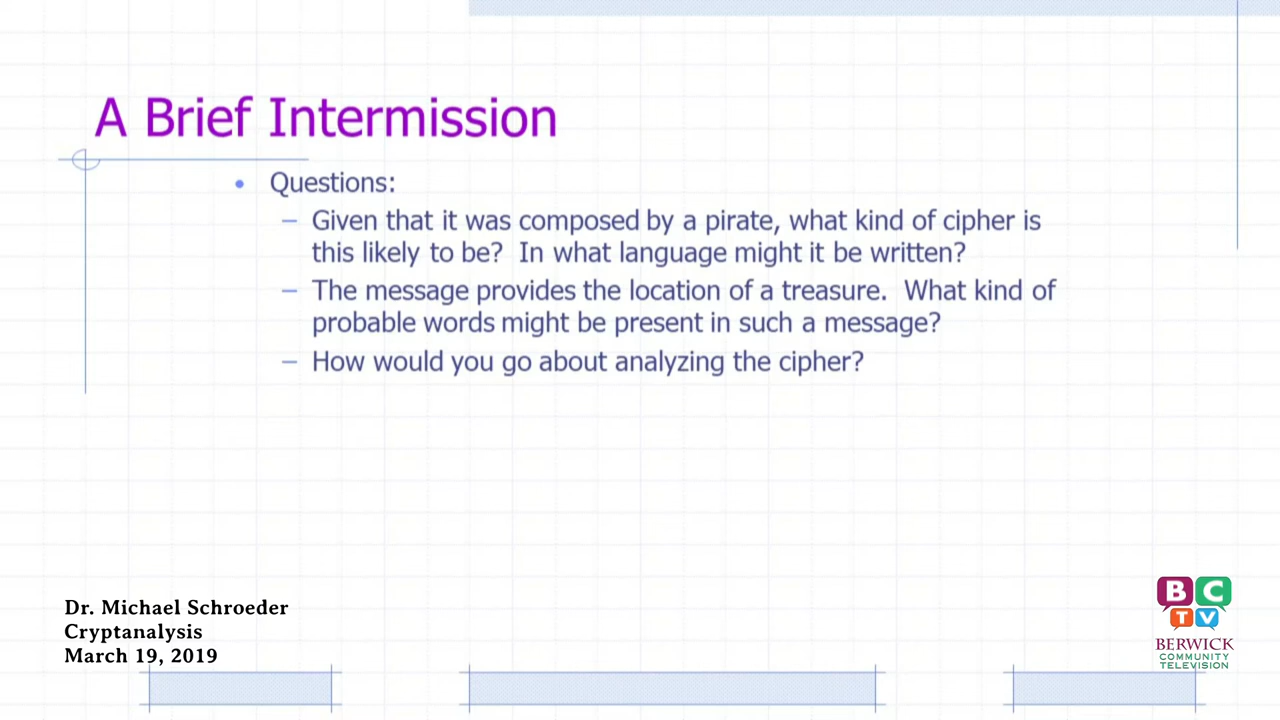 A Brief Intermission
• Questions:
– Given that it was composed by a pirate, what kind of cipher is
this likely to be? In what language might it be written?
– The message provides the location of a treasure. What kind of
probable words might be present in such a message?
– How would you go about analyzing the cipher?
Dr. Michael Schroeder
Cryptanalysis
March 19, 2019
B C
T V
BERWICK
COMMUNITY
TELEVISION